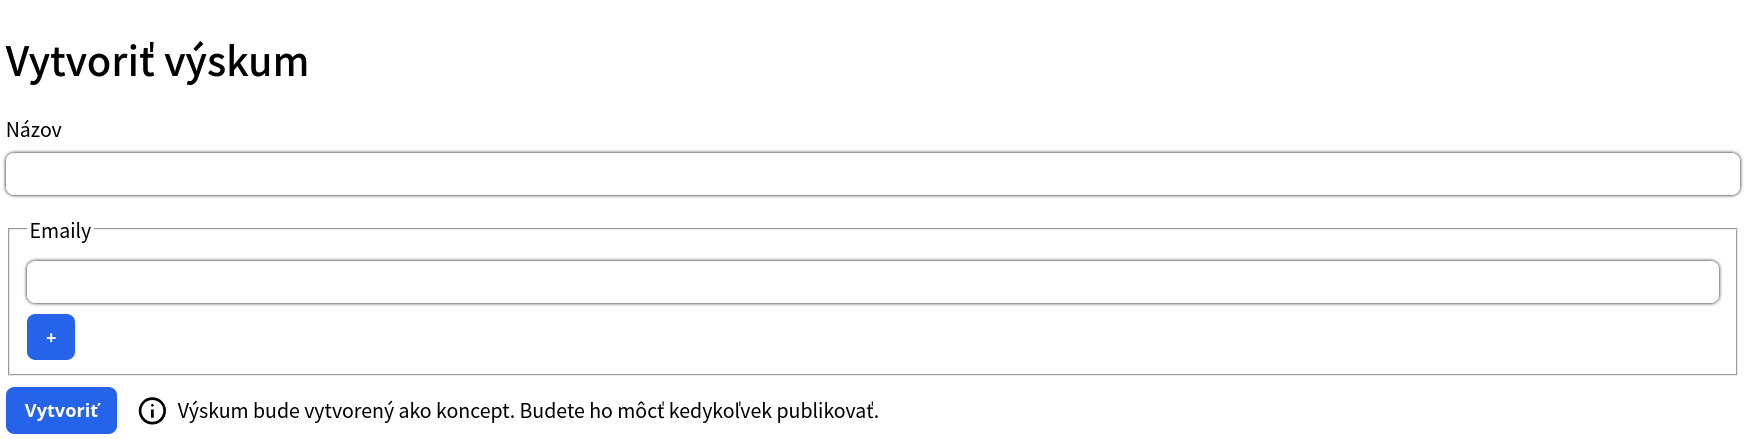 Vytvoriť výskum
Názov
Emaily
+
Vytvoriť
Výskum bude vytvorený ako koncept. Budete ho môcť kedykoľvek publikovať.